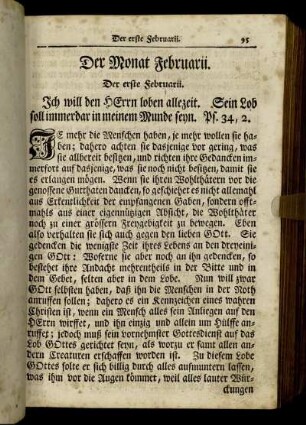 Der erste Februarii. 95
Der Monat Februarii.
Der erste Februarii.
Ich will den HErrn loben allezeit. Sein Lob
soll immerdar in meinem Munde seyn. Ps. 34, 2.
JE mehr die Menschen haben, je mehr wollen sie ha-
ben; dahero achten sie dasjenige vor gering, was
sie allbereit besitzen, und richten ihre Gedancken im-
merfort auf dasjenige, was sie noch nicht besitzen, damit sie
es erlangen mögen. Wenn sie ihren Wohlthätern vor die
genossene Gutthaten dancken, so geschiehet es nicht allemahl
aus Erkentlichkeit der empfangenen Gaben, sondern offt-
mahls aus einer eigennützigen Absicht, die Wohlthäter
noch zu einer grössern Freygebigkeit zu bewegen. Eben
also verhalten sie sich auch gegen den lieben GOtt. Sie
gedencken die wenigste Zeit ihres Lebens an den dreyeini-
gen GOtt: Woferne sie aber noch an ihn gedencken, so
bestehet ihre Andacht mehrentheils in der Bitte und in
dem Gebet, selten aber in dem Lobe. Nun will zwar
GOtt selbsten haben, daß ihn die Menschen in der Noth
anruffen sollen; dahero es ein Kennzeichen eines wahren
Christen ist, wenn ein Mensch alles sein Anliegen auf den
HErrn wirfft, und ihn einzig und allein um Hülffe an-
ruffet; jedoch muß sein vornehmster Gottesdienst auf das
Lob GOttes gerichtet seyn, als worzu er samt allen an-
dern Creaturen erschaffen worden ist. Zu diesem Lobe
GOttes solte er sich billig durch alles aufmuntern lassen,
was ihm vor die Augen kömmet, weil alles lauter Wür-
ckungen